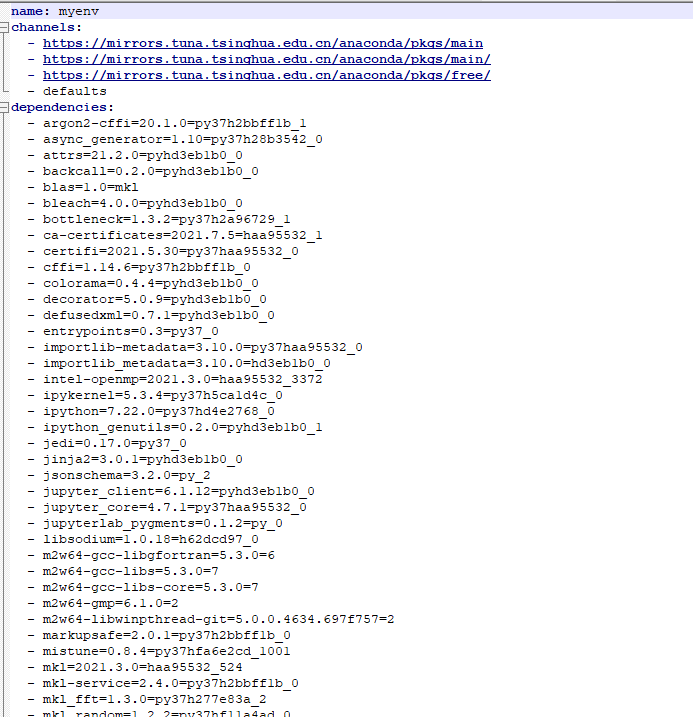 name: myenv
channels:
  - https://mirrors.tuna.tsinghua.edu.cn/anaconda/pkgs/main
  - https://mirrors.tuna.tsinghua.edu.cn/anaconda/pkgs/main/
  - https://mirrors.tuna.tsinghua.edu.cn/anaconda/pkgs/free/
  - defaults
dependencies:
  - argon2-cffi=20.1.0=py37h2bbff1b_1
  - async_generator=1.10=py37h28b3542_0
  - attrs=21.2.0=pyhd3eb1b0_0
  - backcall=0.2.0=pyhd3eb1b0_0
  - blas=1.0=mkl
  - bleach=4.0.0=pyhd3eb1b0_0
  - bottleneck=1.3.2=py37h2a96729_1
  - ca-certificates=2021.7.5=haa95532_1
  - certifi=2021.5.30=py37haa95532_0
  - cffi=1.14.6=py37h2bbff1b_0
  - colorama=0.4.4=pyhd3eb1b0_0
  - decorator=5.0.9=pyhd3eb1b0_0
  - defusedxml=0.7.1=pyhd3eb1b0_0
  - entrypoints=0.3=py37_0
  - importlib-metadata=3.10.0=py37haa95532_0
  - importlib_metadata=3.10.0=hd3eb1b0_0
  - intel-openmp=2021.3.0=haa95532_3372
  - ipykernel=5.3.4=py37h5ca1d4c_0
  - ipython=7.22.0=py37hd4e2768_0
  - ipython_genutils=0.2.0=pyhd3eb1b0_1
  - jedi=0.17.0=py37_0
  - jinja2=3.0.1=pyhd3eb1b0_0
  - jsonschema=3.2.0=py_2
  - jupyter_client=6.1.12=pyhd3eb1b0_0
  - jupyter_core=4.7.1=py37haa95532_0
  - jupyterlab_pygments=0.1.2=py_0
  - libsodium=1.0.18=h62dcd97_0
  - m2w64-gcc-libgfortran=5.3.0=6
  - m2w64-gcc-libs=5.3.0=7
  - m2w64-gcc-libs-core=5.3.0=7
  - m2w64-gmp=6.1.0=2
  - m2w64-libwinpthread-git=5.0.0.4634.697f757=2
  - markupsafe=2.0.1=py37h2bbff1b_0
  - mistune=0.8.4=py37hfa6e2cd_1001
  - mkl=2021.3.0=haa95532_524
  - mkl-service=2.4.0=py37h2bbff1b_0
  - mkl_fft=1.3.0=py37h277e83a_2
  - mkl_random=1.2.2=py37hf11a4ad_0